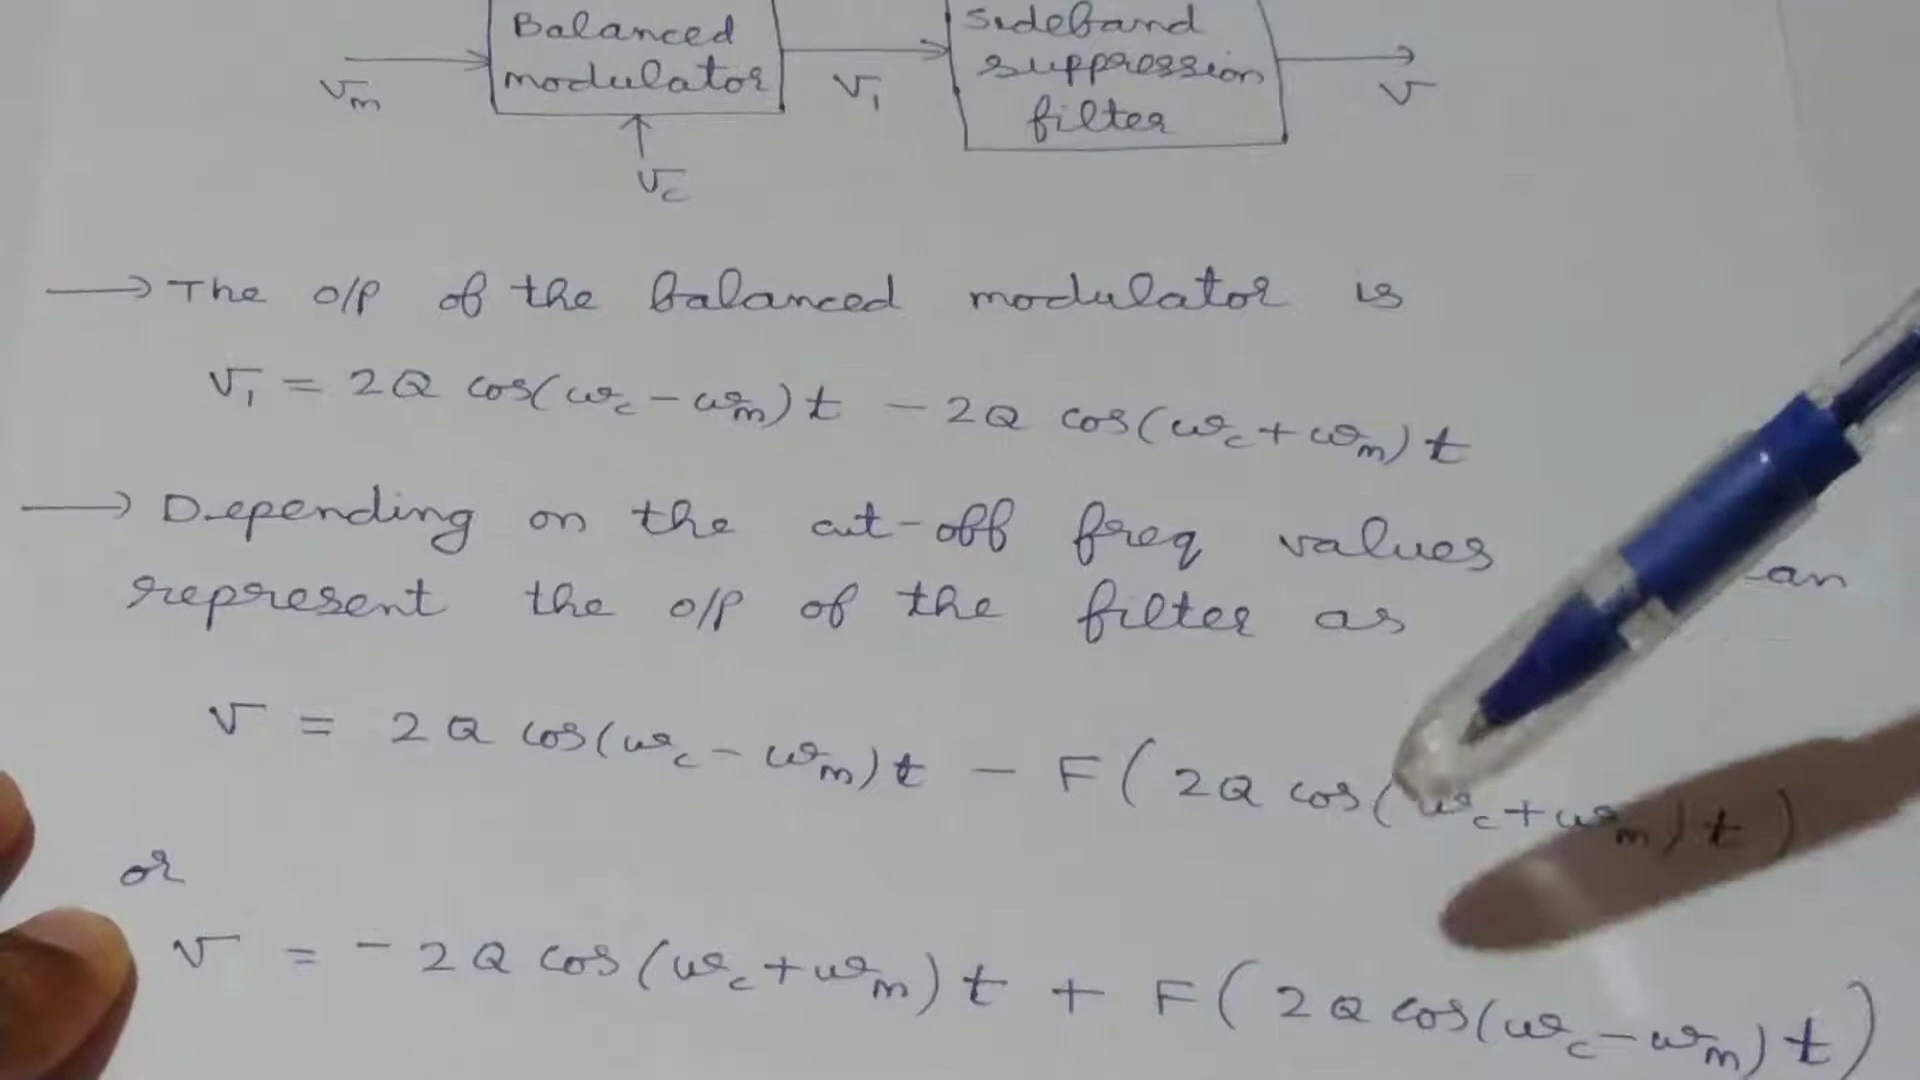 Balanced
modulator
Sideband
suppression
filter
Vm
V1
V
Vc
→ The o/p of the balanced modulator is
V1 = 2Q cos(ωc - ωm)t - 2Q cos(ωc + ωm)t
→ Depending on the cut-off freq values an
represent the o/p of the filter as
V = 2Q cos(ωc - ωm)t - F(2Q cos(ωc + ωm)t)
or
V = -2Q cos(ωc + ωm)t + F(2Q cos(ωc - ωm)t)